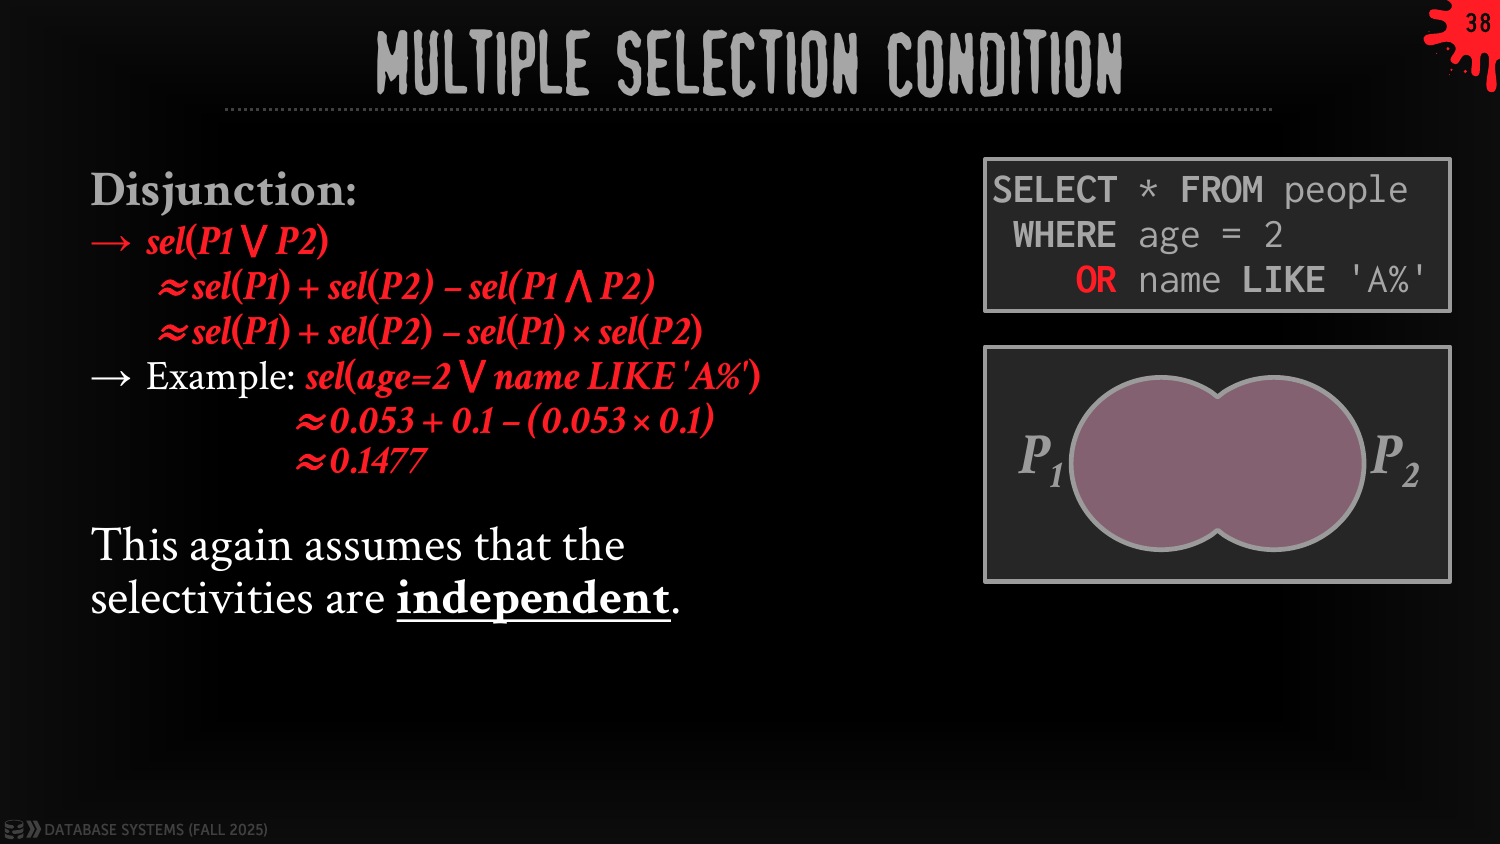 38
MULTIPLE SELECTION CONDITION
Disjunction:
→ sel(P1 ⋁ P2)
≈ sel(P1) + sel(P2) – sel(P1 ⋀ P2)
≈ sel(P1) + sel(P2) – sel(P1) × sel(P2)
→ Example: sel(age=2 ⋁ name LIKE 'A%')
≈ 0.053 + 0.1 – (0.053 × 0.1)
≈ 0.1477
This again assumes that the
selectivities are independent.
SELECT * FROM people
WHERE age = 2
OR name LIKE 'A%'
P1 P2
DATABASE SYSTEMS (FALL 2025)